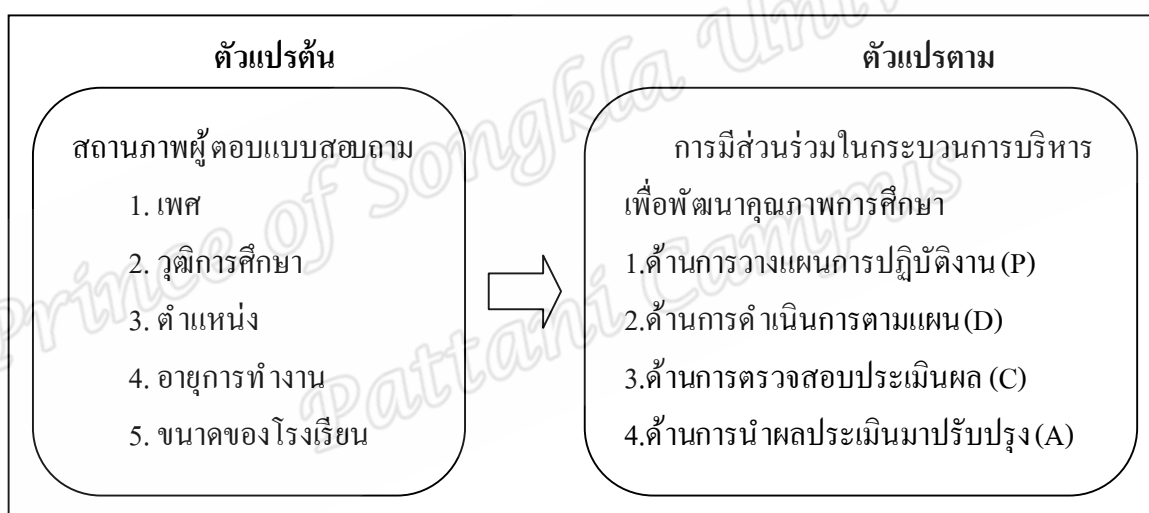 ตัวแปรต้น
สถานภาพผู้ตอบแบบสอบถาม
1. เพศ
2. วุฒิการศึกษา
3. ตำแหน่ง
4. อายุการทำงาน
5. ขนาดของโรงเรียน
ตัวแปรตาม
การมีส่วนร่วมในกระบวนการบริหาร
เพื่อพัฒนาคุณภาพการศึกษา
1.ด้านการวางแผนการปฏิบัติงาน (P)
2.ด้านการดำเนินการตามแผน (D)
3.ด้านการตรวจสอบประเมินผล (C)
4.ด้านการนำผลประเมินมาปรับปรุง (A)
Prince of Songkla Univ
Pattani Campus